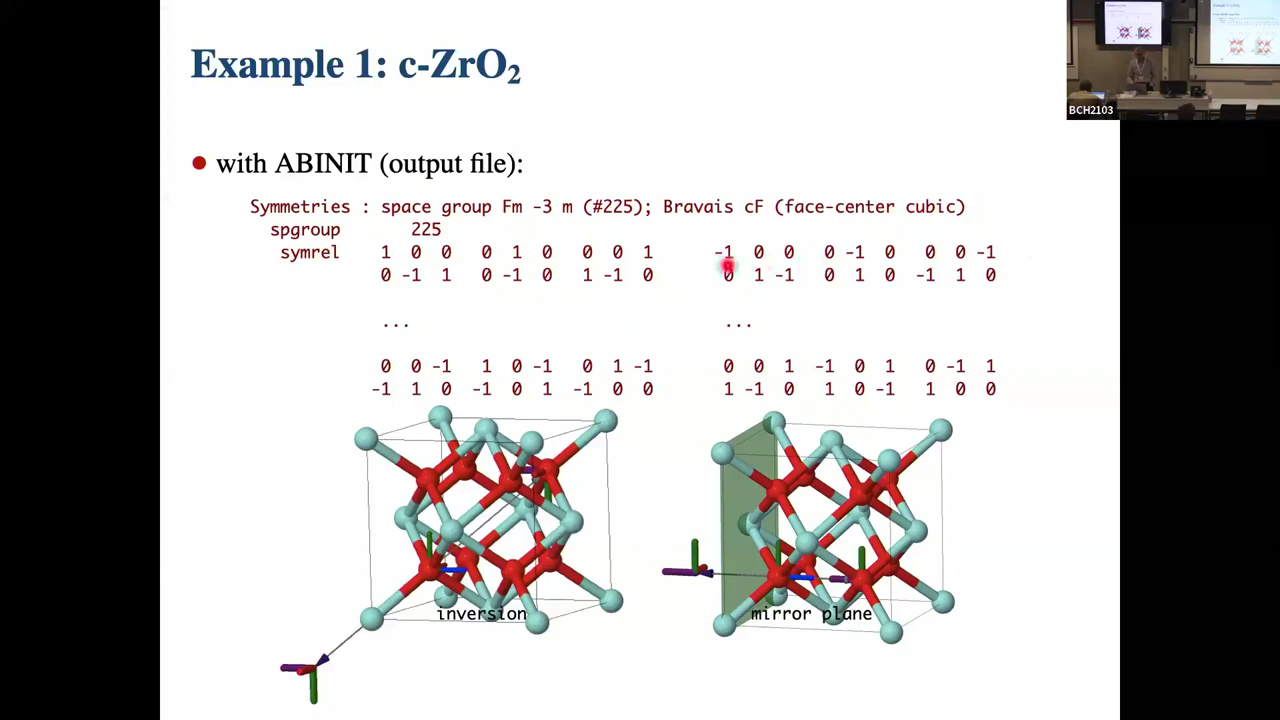 Example 1: c-ZrO2
BCH2103
● with ABINIT (output file):
Symmetries : space group Fm -3 m (#225); Bravais cF (face-center cubic)
spgroup 225
symrel 1 0 0 0 1 0 0 0 1 -1 0 0 0 -1 0 0 0 -1
0 -1 1 0 -1 0 1 -1 0 0 1 -1 0 1 0 -1 1 0
... ...
0 0 -1 1 0 -1 0 1 -1 0 0 1 -1 0 1 0 -1 1
-1 1 0 -1 0 1 -1 0 0 1 -1 0 1 0 -1 1 0 0
inversion mirror plane